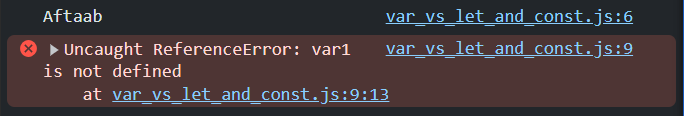 Aftaab var_vs_let_and_const.js:6
Uncaught ReferenceError: var1 var_vs_let_and_const.js:9
is not defined
at var_vs_let_and_const.js:9:13